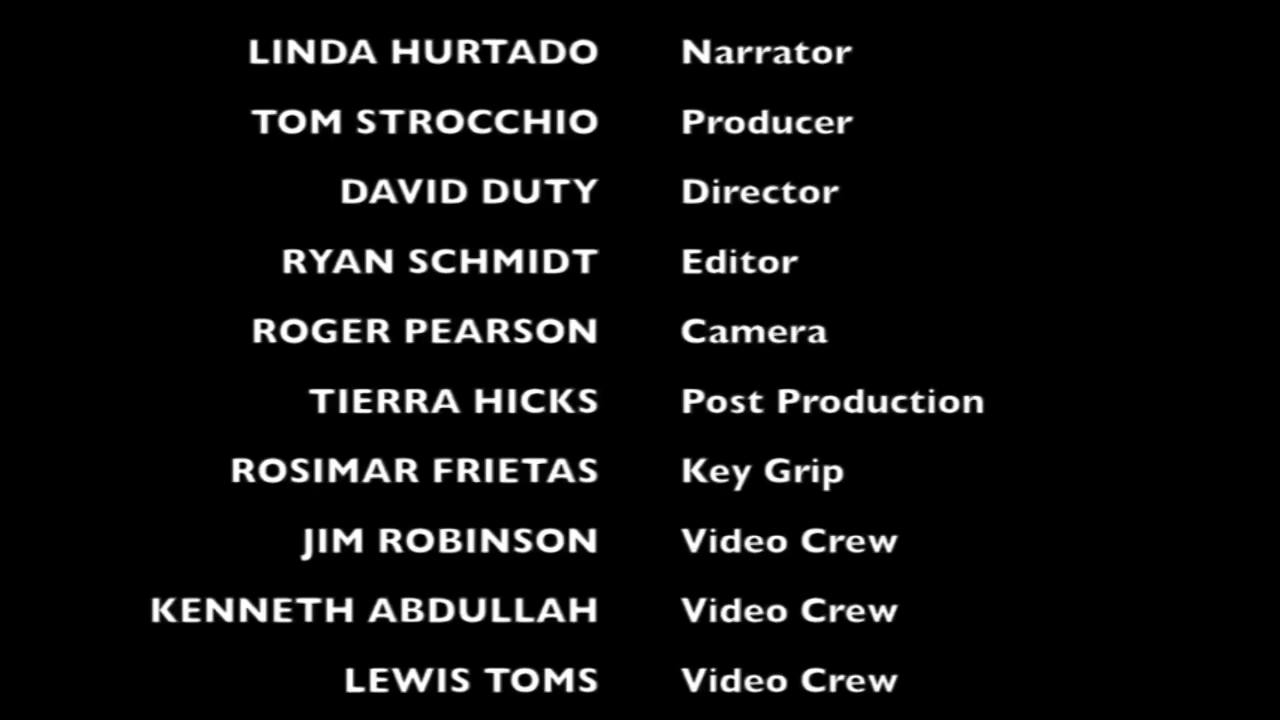 LINDA HURTADO Narrator
TOM STROCCHIO Producer
DAVID DUTY Director
RYAN SCHMIDT Editor
ROGER PEARSON Camera
TIERRA HICKS Post Production
ROSIMAR FRIETAS Key Grip
JIM ROBINSON Video Crew
KENNETH ABDULLAH Video Crew
LEWIS TOMS Video Crew